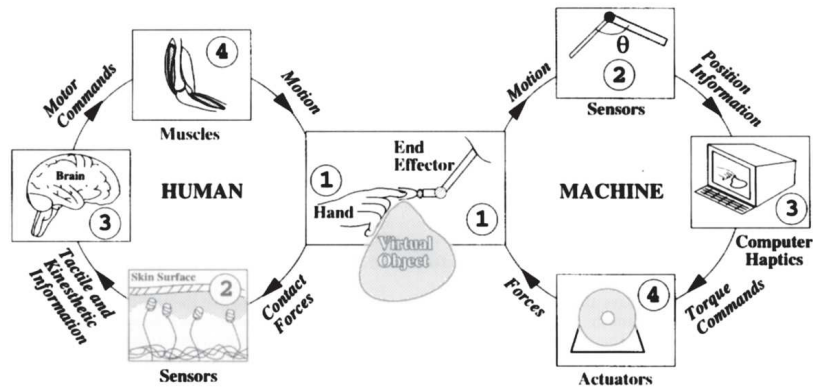 4
Muscles
Motor
Commands
Motion
Brain
3
HUMAN
Tactile and
Kinesthetic
Information
Skin Surface
2
Sensors
Contact
Forces
1
Hand
End
Effector
1
Virtual
Object
Motion
θ
2
Sensors
Position
Information
MACHINE
3
Computer
Haptics
Torque
Commands
4
Actuators
Forces